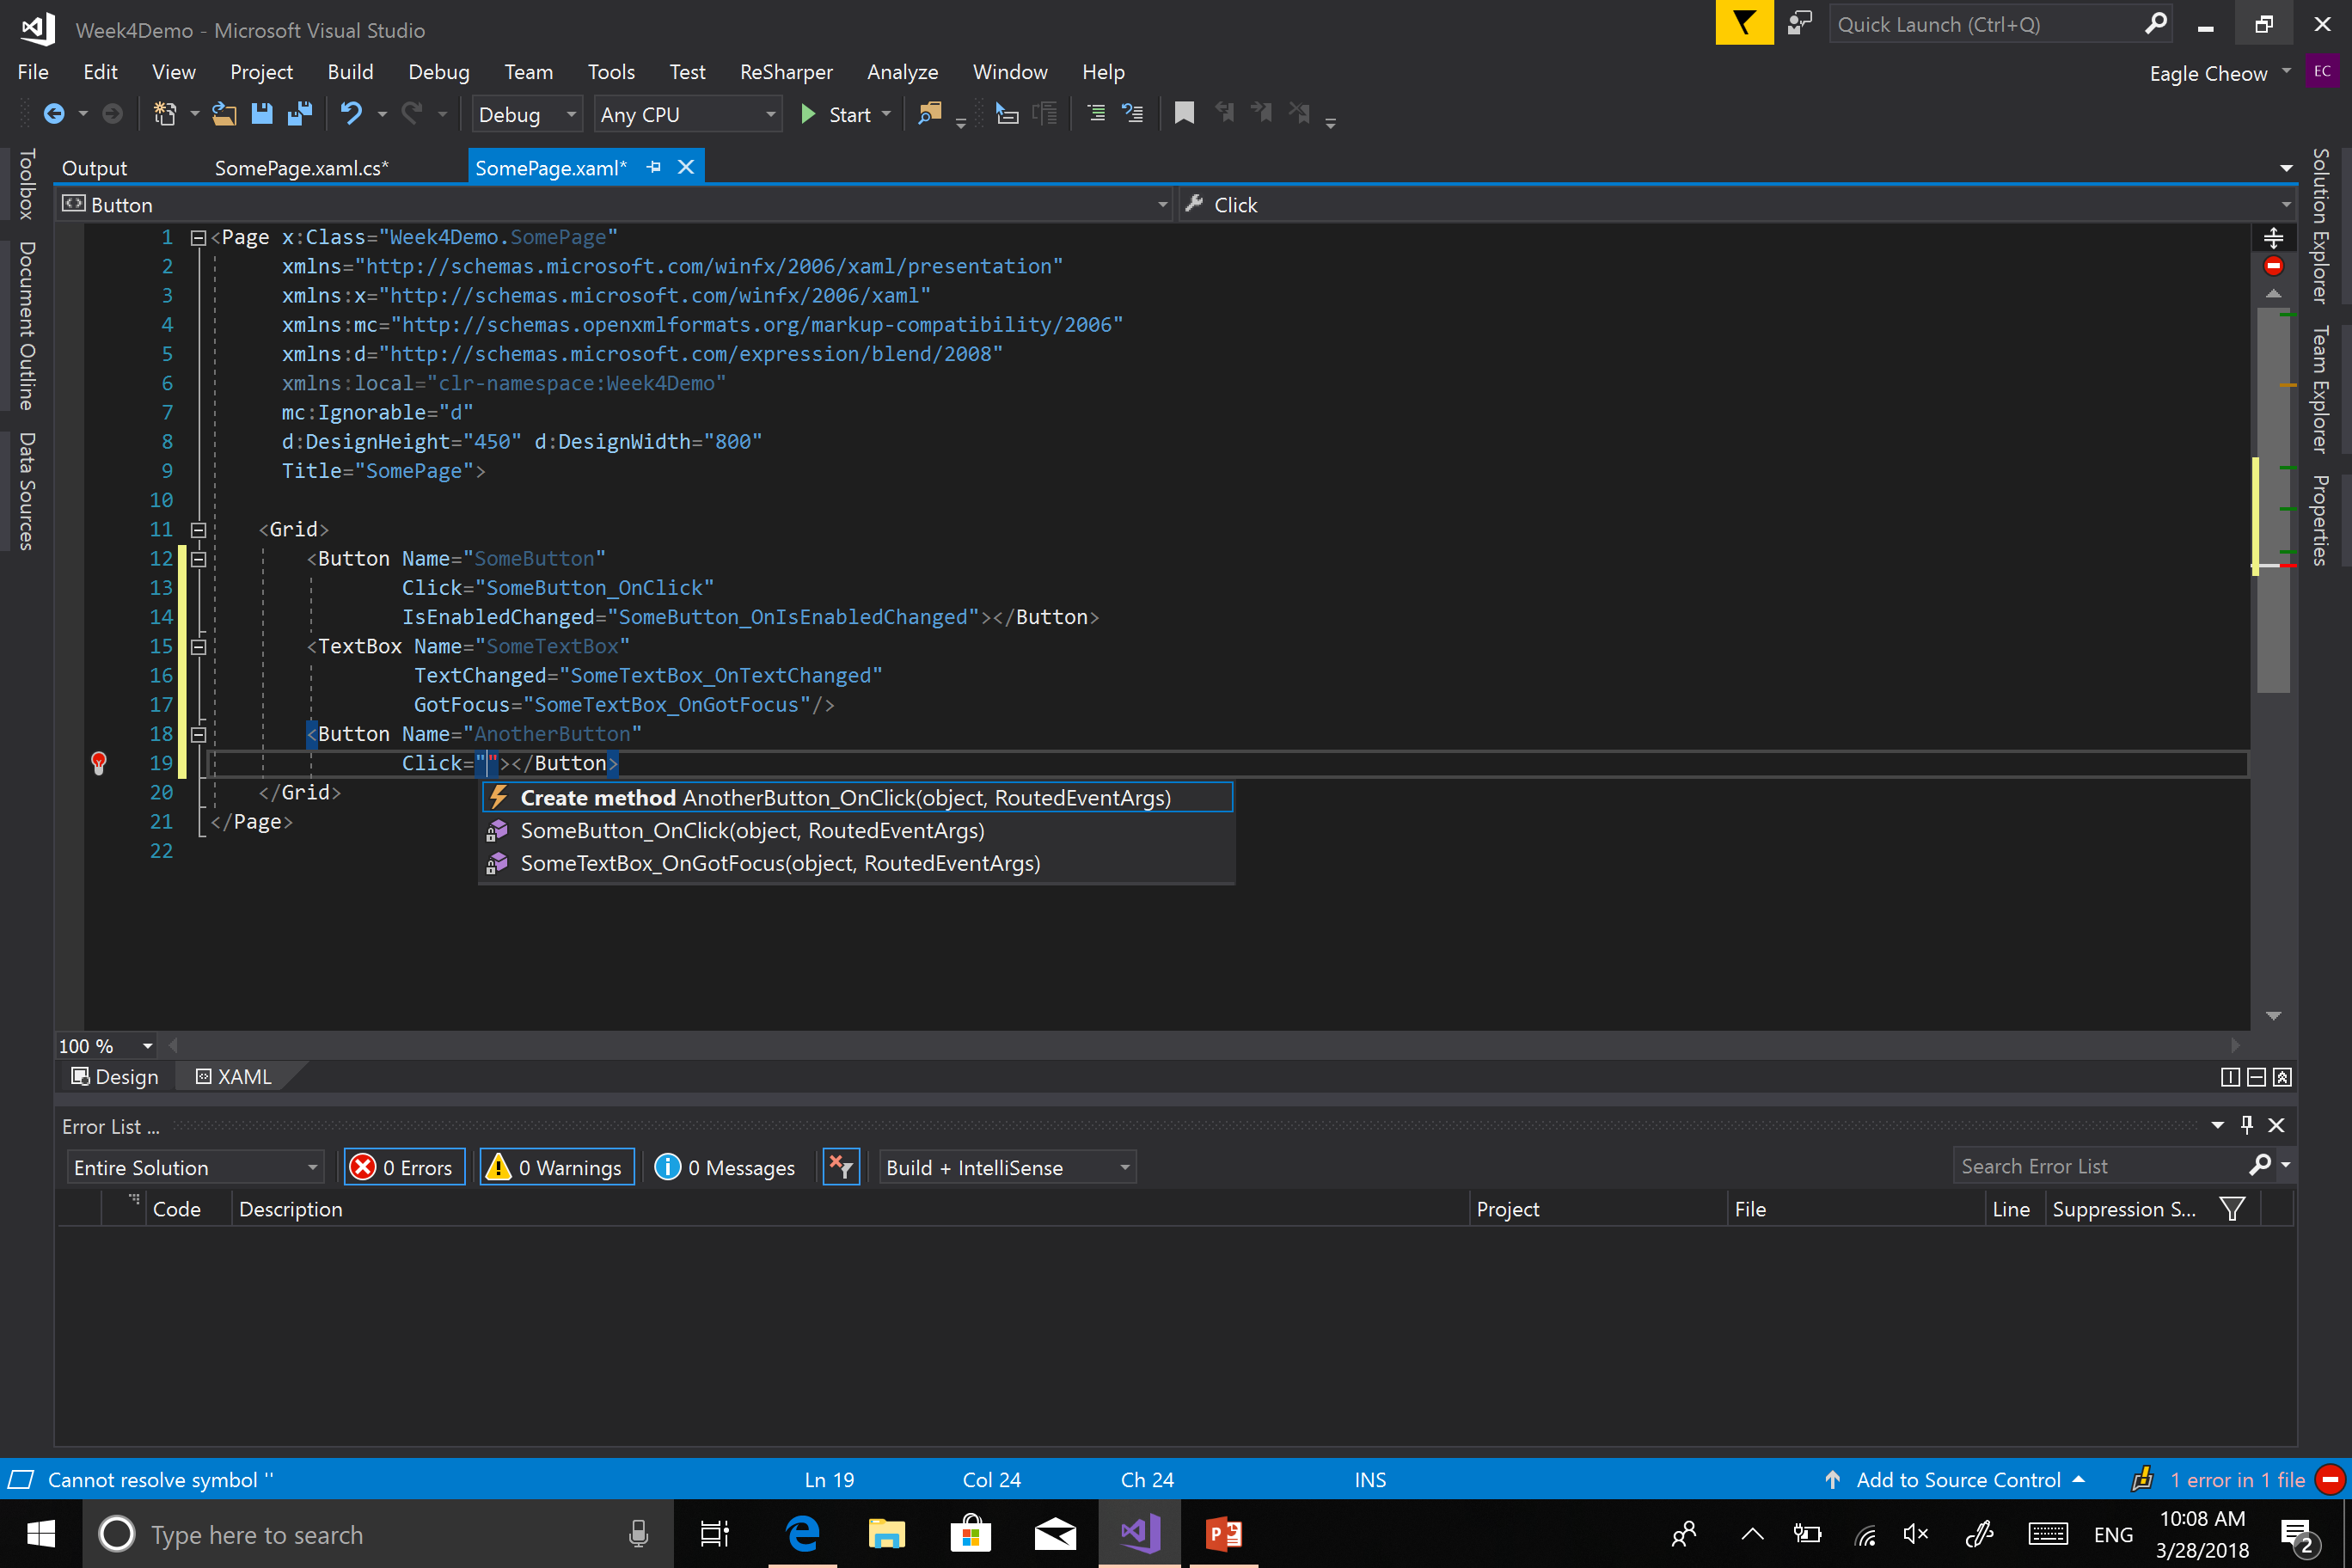 Week4Demo - Microsoft Visual Studio
Quick Launch (Ctrl+Q)
File Edit View Project Build Debug Team Tools Test ReSharper Analyze Window Help
Eagle Cheow EC
Debug Any CPU Start
Output SomePage.xaml.cs* SomePage.xaml*
Button Click
Toolbox
Document Outline
Data Sources
1 <Page x:Class="Week4Demo.SomePage"
2 xmlns="http://schemas.microsoft.com/winfx/2006/xaml/presentation"
3 xmlns:x="http://schemas.microsoft.com/winfx/2006/xaml"
4 xmlns:mc="http://schemas.openxmlformats.org/markup-compatibility/2006"
5 xmlns:d="http://schemas.microsoft.com/expression/blend/2008"
6 xmlns:local="clr-namespace:Week4Demo"
7 mc:Ignorable="d"
8 d:DesignHeight="450" d:DesignWidth="800"
9 Title="SomePage">
10
11 <Grid>
12 <Button Name="SomeButton"
13 Click="SomeButton_OnClick"
14 IsEnabledChanged="SomeButton_OnIsEnabledChanged"></Button>
15 <TextBox Name="SomeTextBox"
16 TextChanged="SomeTextBox_OnTextChanged"
17 GotFocus="SomeTextBox_OnGotFocus"/>
18 <Button Name="AnotherButton"
19 Click=""></Button>
20 </Grid>
21 </Page>
22
Create method AnotherButton_OnClick(object, RoutedEventArgs)
SomeButton_OnClick(object, RoutedEventArgs)
SomeTextBox_OnGotFocus(object, RoutedEventArgs)
Solution Explorer
Team Explorer
Properties
100 %
Design XAML
Error List ...
Entire Solution 0 Errors 0 Warnings 0 Messages Build + IntelliSense Search Error List
Code Description Project File Line Suppression S...
Cannot resolve symbol '' Ln 19 Col 24 Ch 24 INS Add to Source Control 1 error in 1 file
Type here to search
ENG
10:08 AM
3/28/2018
2